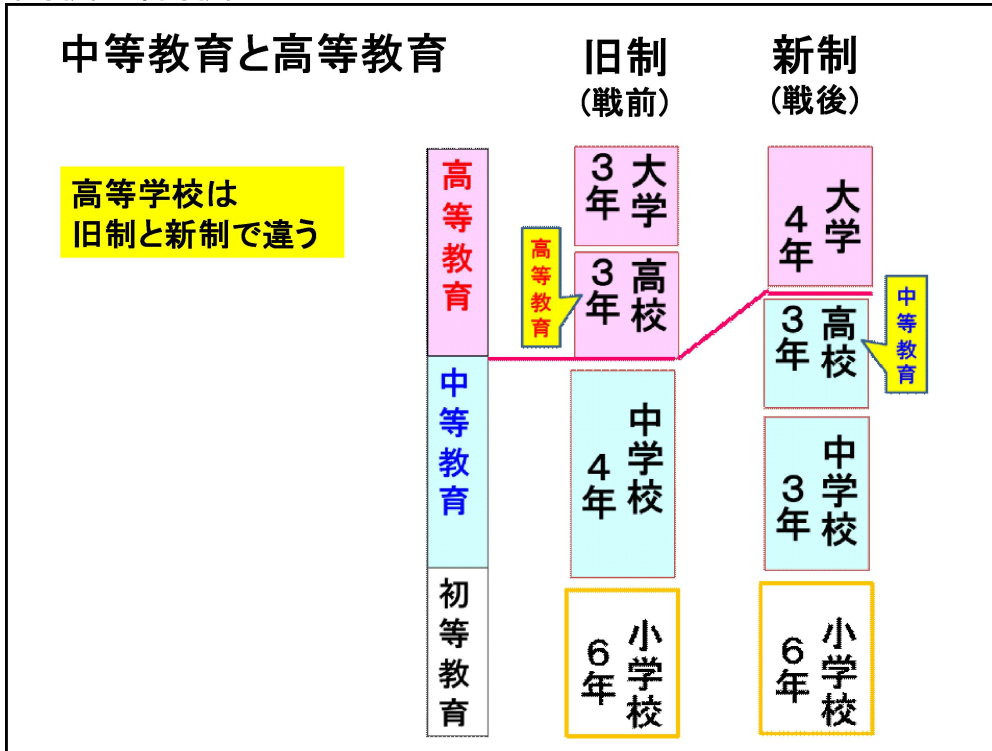 中等教育と高等教育
旧制
(戦前)
新制
(戦後)
高等学校は
旧制と新制で違う
高等教育
中等教育
初等教育
大学
3年
高校
3年
高等教育
中学校
4年
小学校
6年
大学
4年
高校
3年
中等教育
中学校
3年
小学校
6年